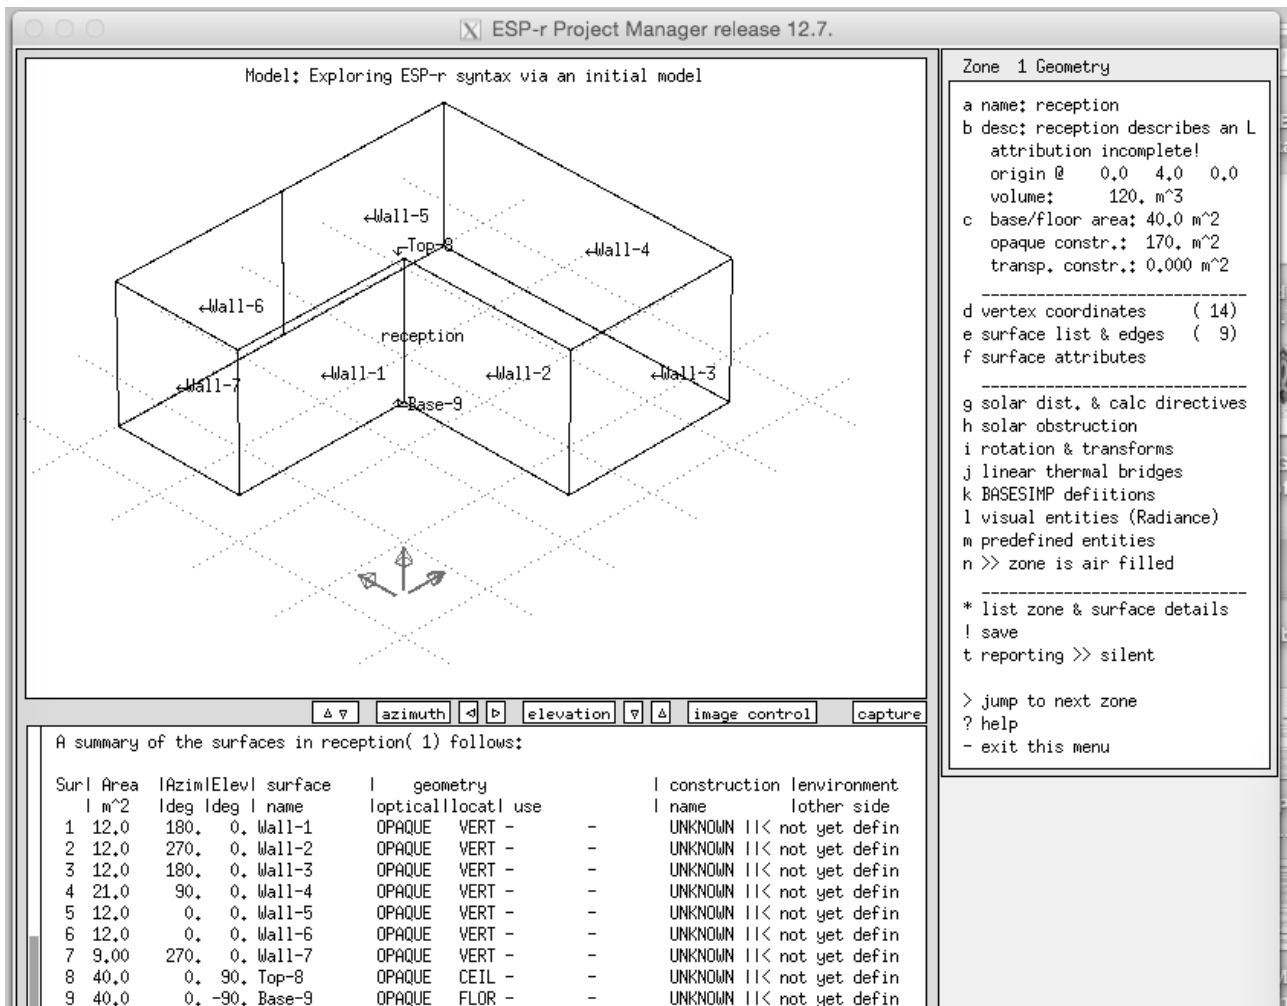 ESP-r Project Manager release 12.7.
Model: Exploring ESP-r syntax via an initial model
←Wall-5
Top-8
←Wall-4
←Wall-6
reception
←Wall-7
←Wall-1
←Wall-2
←Wall-3
Base-9
azimuth
elevation
image control
capture
Zone 1 Geometry
a name: reception
b desc: reception describes an L
attribution incomplete!
origin @ 0.0 4.0 0.0
volume: 120. m^3
c base/floor area: 40.0 m^2
opaque constr.: 170. m^2
transp. constr.: 0.000 m^2
d vertex coordinates ( 14)
e surface list & edges ( 9)
f surface attributes
g solar dist. & calc directives
h solar obstruction
i rotation & transforms
j linear thermal bridges
k BASESIMP defiitions
l visual entities (Radiance)
m predefined entities
n >> zone is air filled
* list zone & surface details
! save
t reporting >> silent
> jump to next zone
? help
- exit this menu
A summary of the surfaces in reception( 1) follows:
Sur| Area |Azim|Elev| surface | geometry | construction |environment
| m^2 |deg |deg | name |optical|locat| use | name |other side
1 12.0 180. 0. Wall-1 OPAQUE VERT - - UNKNOWN ||< not yet defin
2 12.0 270. 0. Wall-2 OPAQUE VERT - - UNKNOWN ||< not yet defin
3 12.0 180. 0. Wall-3 OPAQUE VERT - - UNKNOWN ||< not yet defin
4 21.0 90. 0. Wall-4 OPAQUE VERT - - UNKNOWN ||< not yet defin
5 12.0 0. 0. Wall-5 OPAQUE VERT - - UNKNOWN ||< not yet defin
6 12.0 0. 0. Wall-6 OPAQUE VERT - - UNKNOWN ||< not yet defin
7 9.00 270. 0. Wall-7 OPAQUE VERT - - UNKNOWN ||< not yet defin
8 40.0 0. 90. Top-8 OPAQUE CEIL - - UNKNOWN ||< not yet defin
9 40.0 0. -90. Base-9 OPAQUE FLOR - - UNKNOWN ||< not yet defin